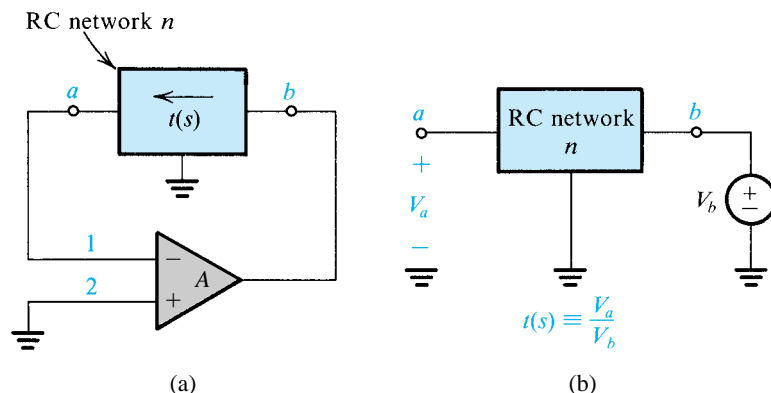 RC network n
a
b
t(s)
1
2
−
+
A
(a)
a
b
RC network
n
+
V_a
−
V_b
+
−
t(s) ≡ V_a / V_b
(b)